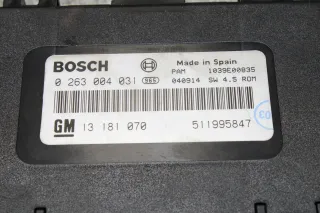 BOSCH Made in Spain
PAM 1039E00835
0 263 004 031 565 040914 SW 4.5 ROM
GM 13 181 070 511995847